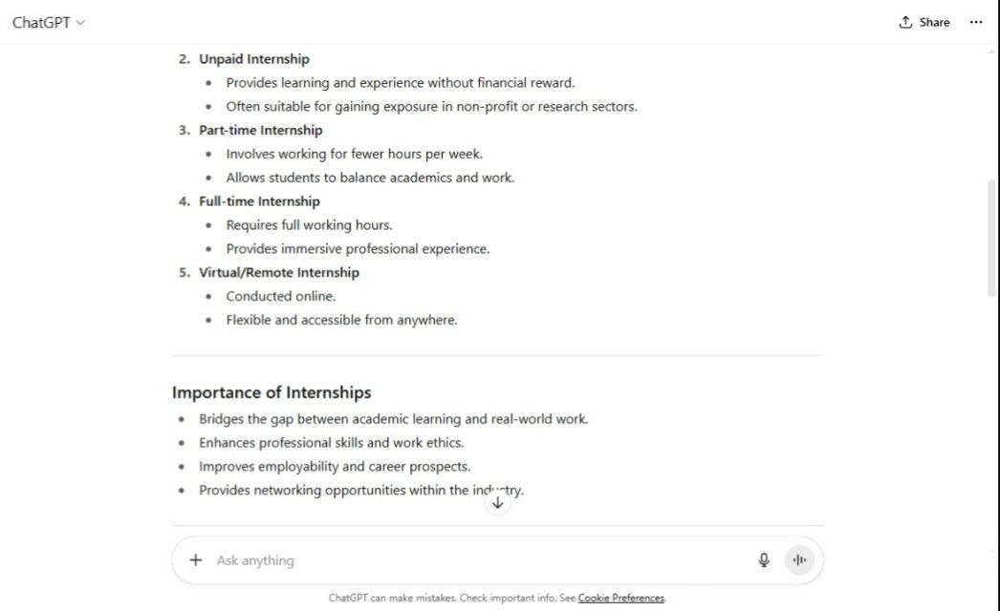 ChatGPT
Share
2. Unpaid Internship
• Provides learning and experience without financial reward.
• Often suitable for gaining exposure in non-profit or research sectors.
3. Part-time Internship
• Involves working for fewer hours per week.
• Allows students to balance academics and work.
4. Full-time Internship
• Requires full working hours.
• Provides immersive professional experience.
5. Virtual/Remote Internship
• Conducted online.
• Flexible and accessible from anywhere.
Importance of Internships
• Bridges the gap between academic learning and real-world work.
• Enhances professional skills and work ethics.
• Improves employability and career prospects.
• Provides networking opportunities within the industry.
Ask anything
ChatGPT can make mistakes. Check important info. See Cookie Preferences.